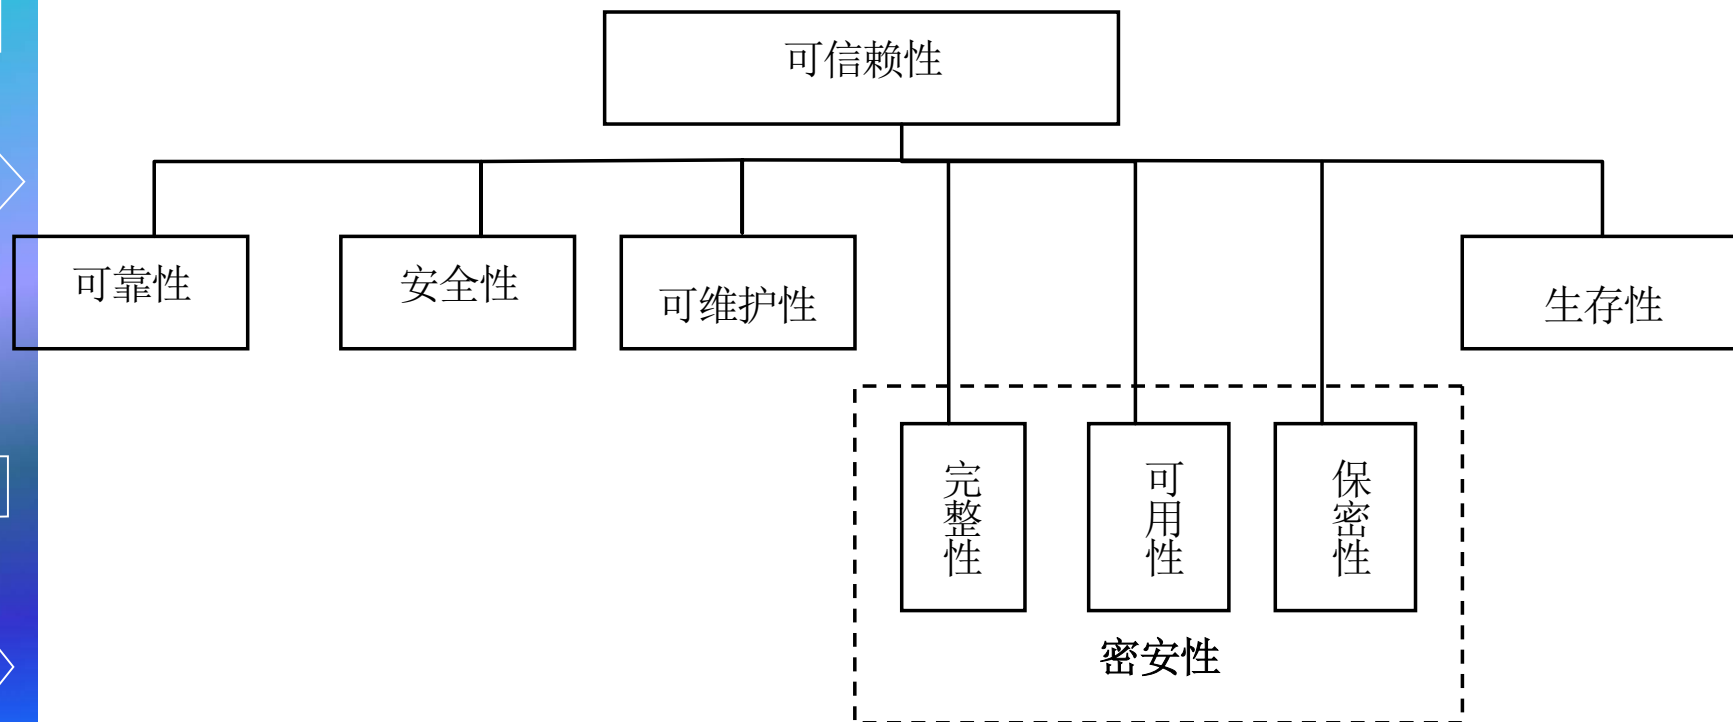 可信赖性
可靠性
安全性
可维护性
生存性
完整性
可用性
保密性
密安性